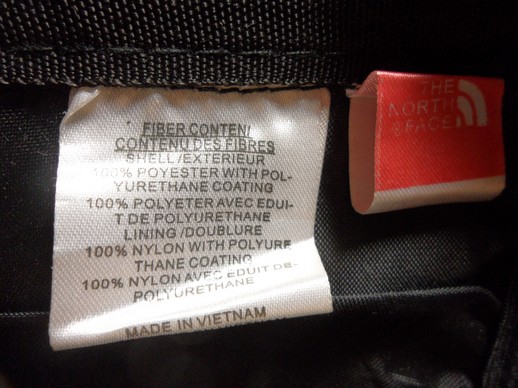 FIBER CONTENT
CONTENU DES FIBRES
SHELL/EXTERIEUR
100% POYESTER WITH POL-
YURETHANE COATING
100% POLYETER AVEC EDUI-
T DE POLYURETHANE
LINING/DOUBLURE
100% NYLON WITH POLYURE
THANE COATING
100% NYLON AVEC EDUIT DE
POLYURETHANE
MADE IN VIETNAM
THE
NORTH
FACE